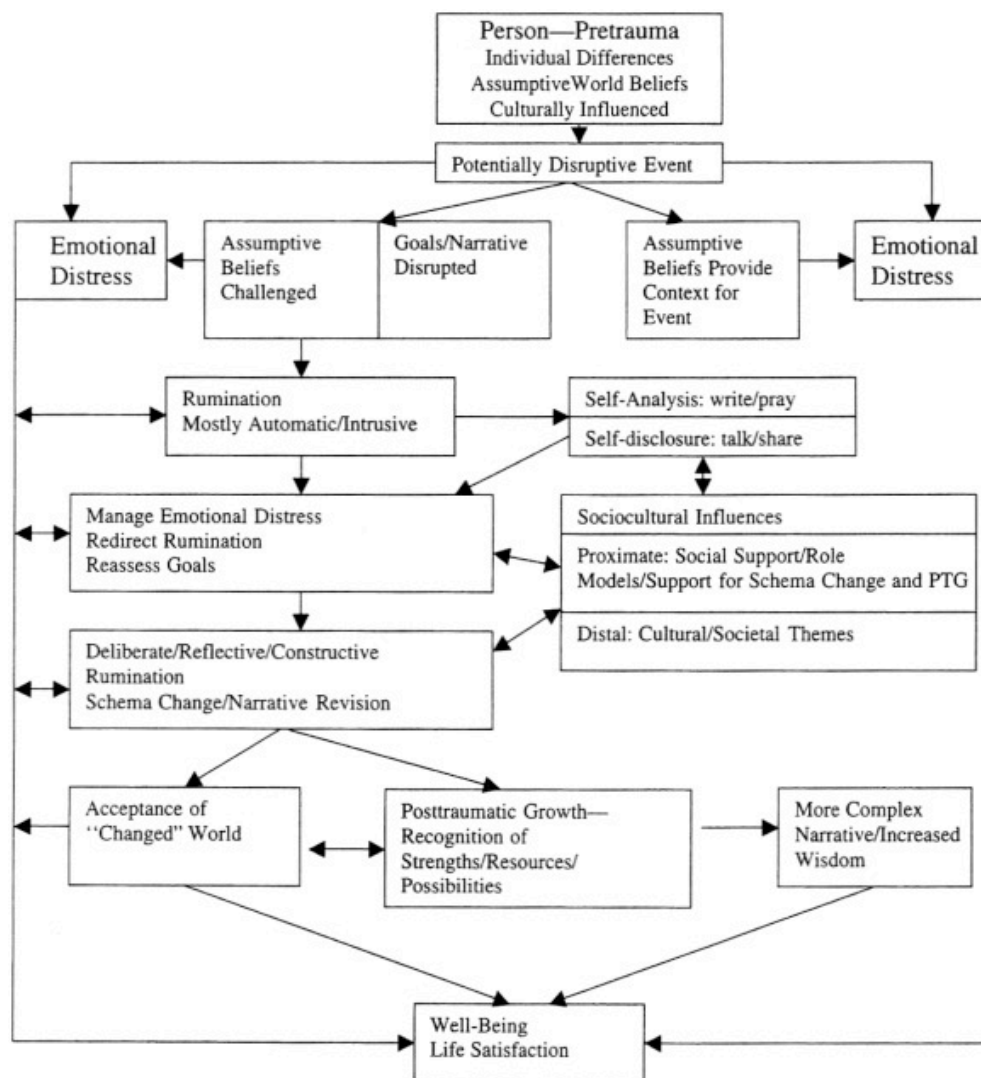 Person—Pretrauma
Individual Differences
AssumptiveWorld Beliefs
Culturally Influenced
Potentially Disruptive Event
Emotional
Distress
Assumptive
Beliefs
Challenged
Goals/Narrative
Disrupted
Assumptive
Beliefs Provide
Context for
Event
Emotional
Distress
Rumination
Mostly Automatic/Intrusive
Self-Analysis: write/pray
Self-disclosure: talk/share
Manage Emotional Distress
Redirect Rumination
Reassess Goals
Sociocultural Influences
Proximate: Social Support/Role
Models/Support for Schema Change and PTG
Distal: Cultural/Societal Themes
Deliberate/Reflective/Constructive
Rumination
Schema Change/Narrative Revision
Acceptance of
“Changed” World
Posttraumatic Growth—
Recognition of
Strengths/Resources/
Possibilities
More Complex
Narrative/Increased
Wisdom
Well-Being
Life Satisfaction